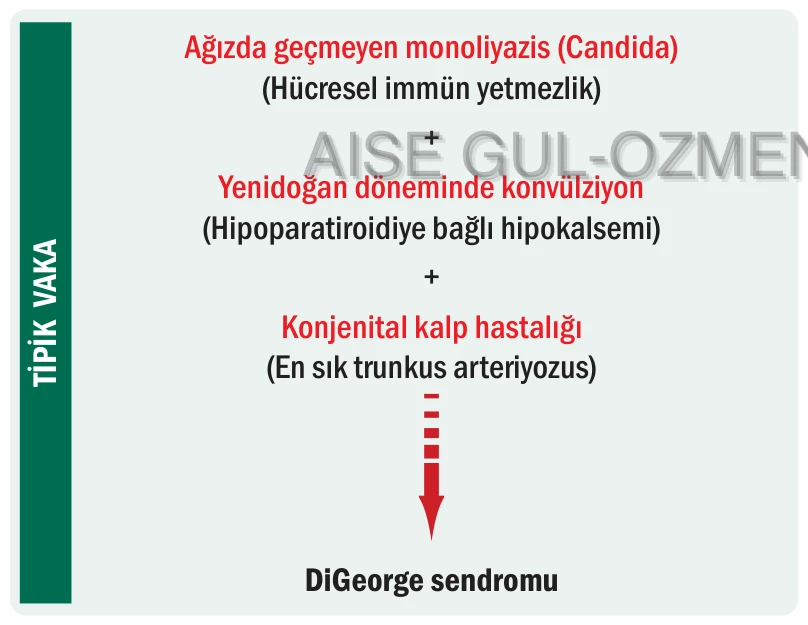 TİPİK VAKA
Ağızda geçmeyen monoliyazis (Candida)
(Hücresel immün yetmezlik)
+
AISE GUL-OZMEN
Yenidoğan döneminde konvülziyon
(Hipoparatiroidiye bağlı hipokalsemi)
+
Konjenital kalp hastalığı
(En sık trunkus arteriyozus)
DiGeorge sendromu